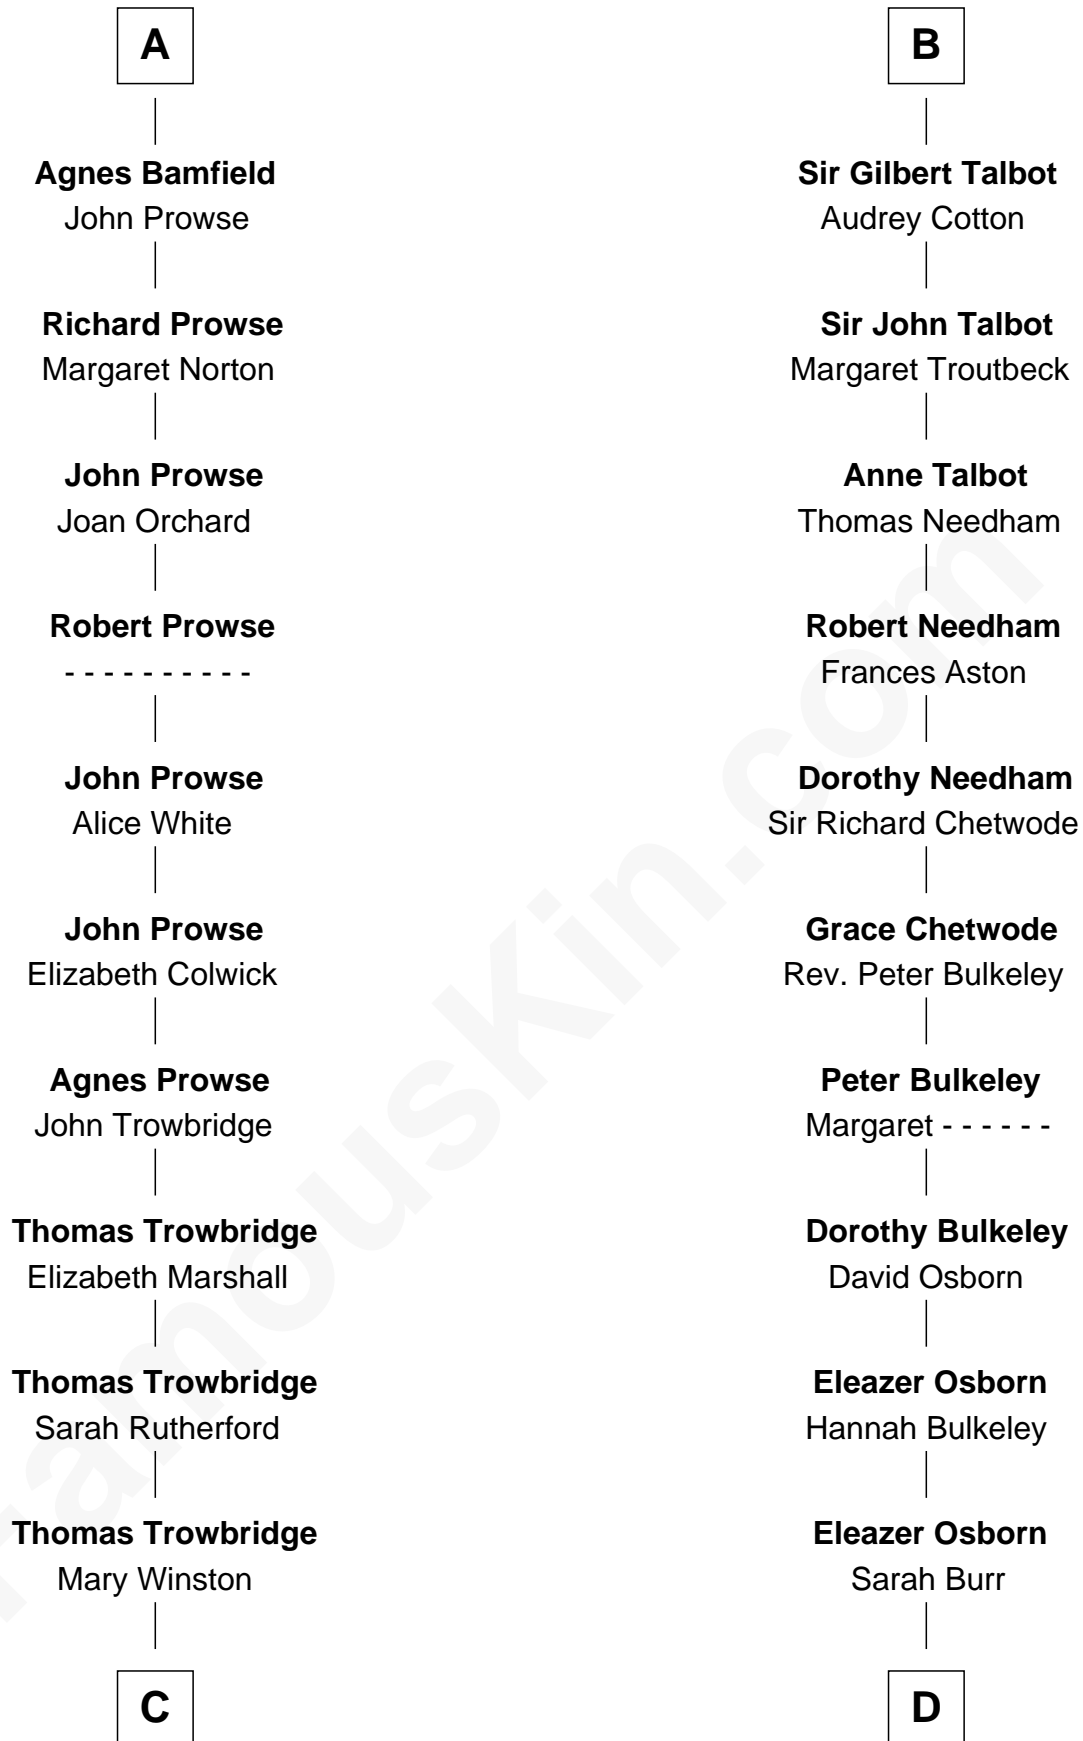 A
Agnes Bamfield
John Prowse
Richard Prowse
Margaret Norton
John Prowse
Joan Orchard
Robert Prowse
- - - - - - - - - -
John Prowse
Alice White
John Prowse
Elizabeth Colwick
Agnes Prowse
John Trowbridge
Thomas Trowbridge
Elizabeth Marshall
Thomas Trowbridge
Sarah Rutherford
Thomas Trowbridge
Mary Winston
C
B
Sir Gilbert Talbot
Audrey Cotton
Sir John Talbot
Margaret Troutbeck
Anne Talbot
Thomas Needham
Robert Needham
Frances Aston
Dorothy Needham
Sir Richard Chetwode
Grace Chetwode
Rev. Peter Bulkeley
Peter Bulkeley
Margaret - - - - - -
Dorothy Bulkeley
David Osborn
Eleazer Osborn
Hannah Bulkeley
Eleazer Osborn
Sarah Burr
D
FamousKin.com